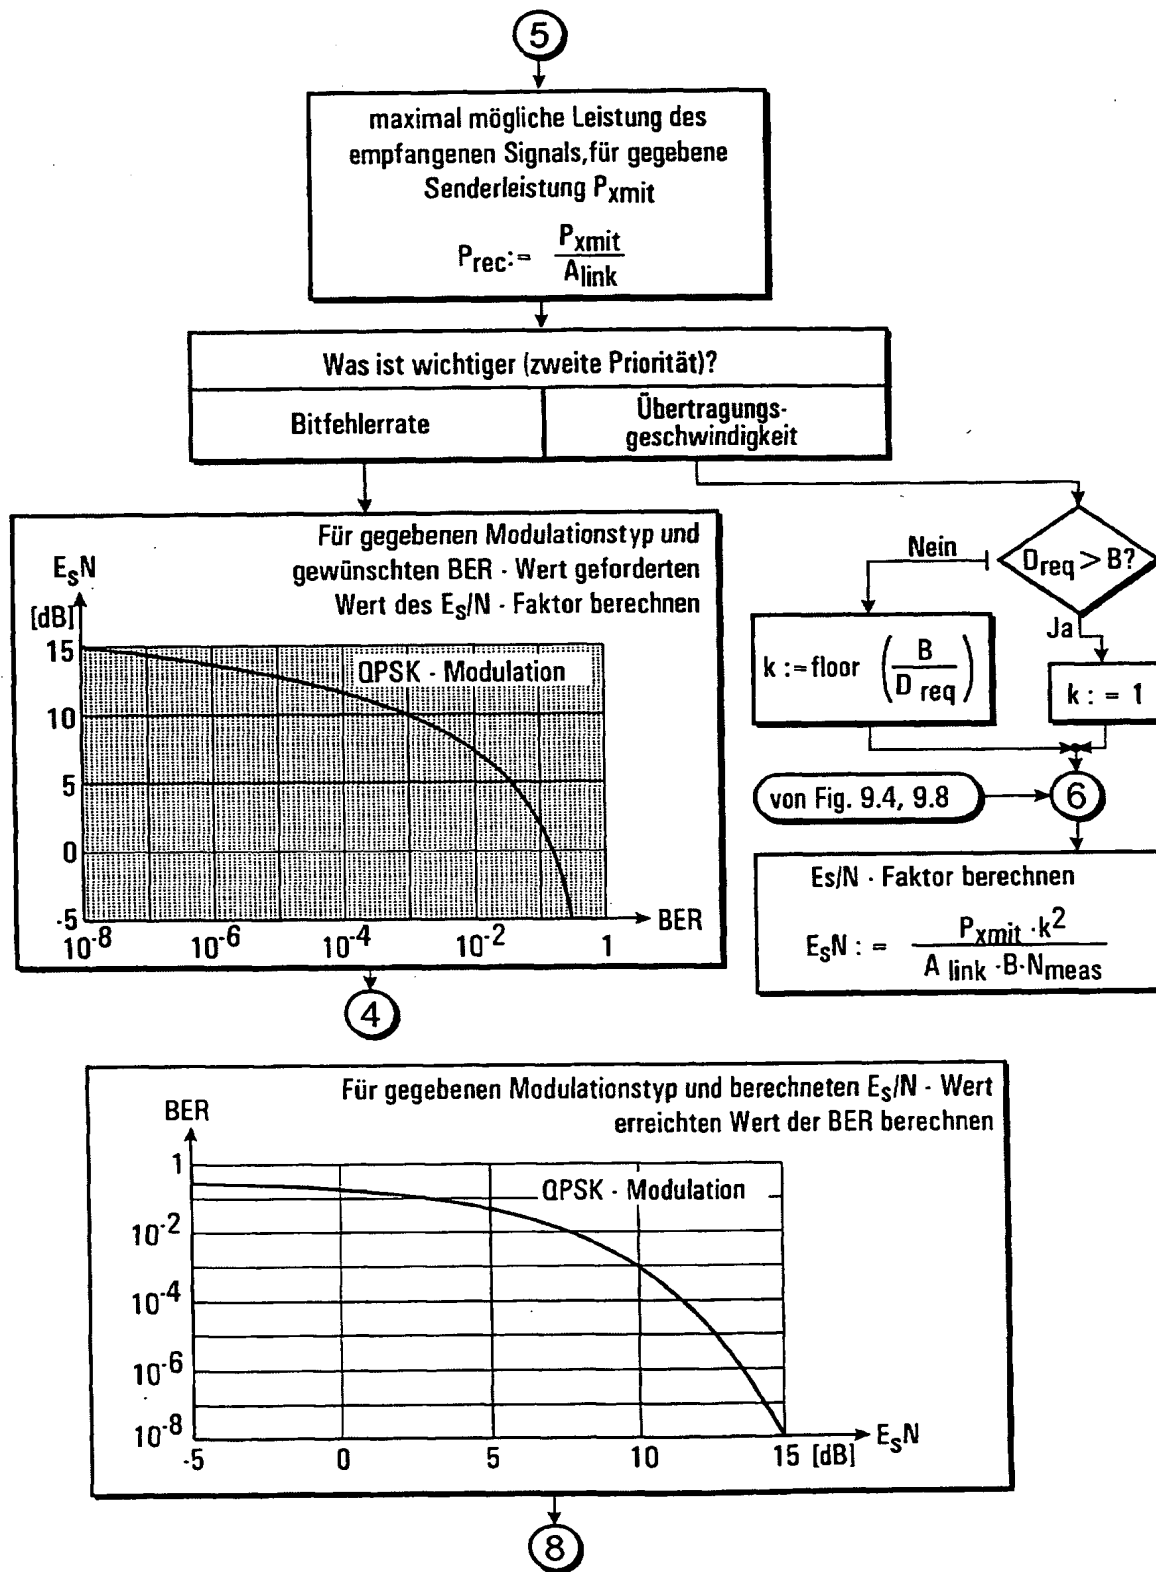 5
maximal mögliche Leistung des
empfangenen Signals, für gegebene
Senderleistung Pxmit
Prec:= Pxmit / Alink
Was ist wichtiger (zweite Priorität)?
Bitfehlerrate
Übertragungs-
geschwindigkeit
Für gegebenen Modulationstyp und
gewünschten BER - Wert geforderten
Wert des Es/N - Faktor berechnen
EsN
[dB]
15
10
5
0
-5
QPSK - Modulation
10-8
10-6
10-4
10-2
1
BER
4
Dreq > B?
Nein
Ja
k := floor (B / D req)
k : = 1
von Fig. 9.4, 9.8
6
Es/N - Faktor berechnen
EsN : = Pxmit · k2 / A link · B · Nmeas
Für gegebenen Modulationstyp und berechneten Es/N - Wert
erreichten Wert der BER berechnen
BER
1
10-2
10-4
10-6
10-8
QPSK - Modulation
-5
0
5
10
15 [dB]
EsN
8